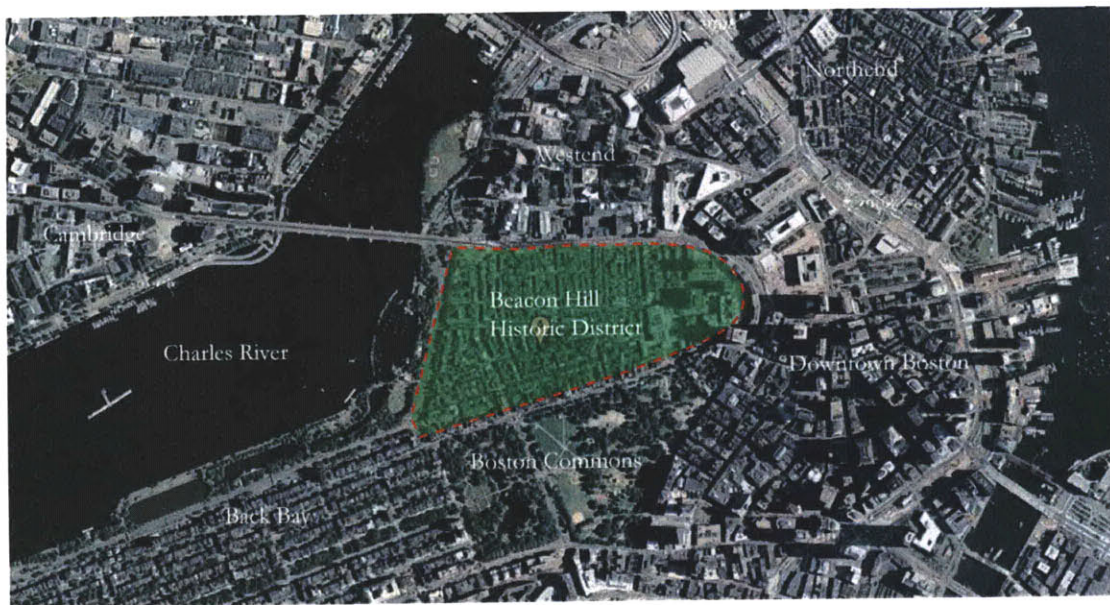 Northend
Westend
Cambridge
Beacon Hill
Historic District
Charles River
Downtown Boston
Boston Commons
Back Bay